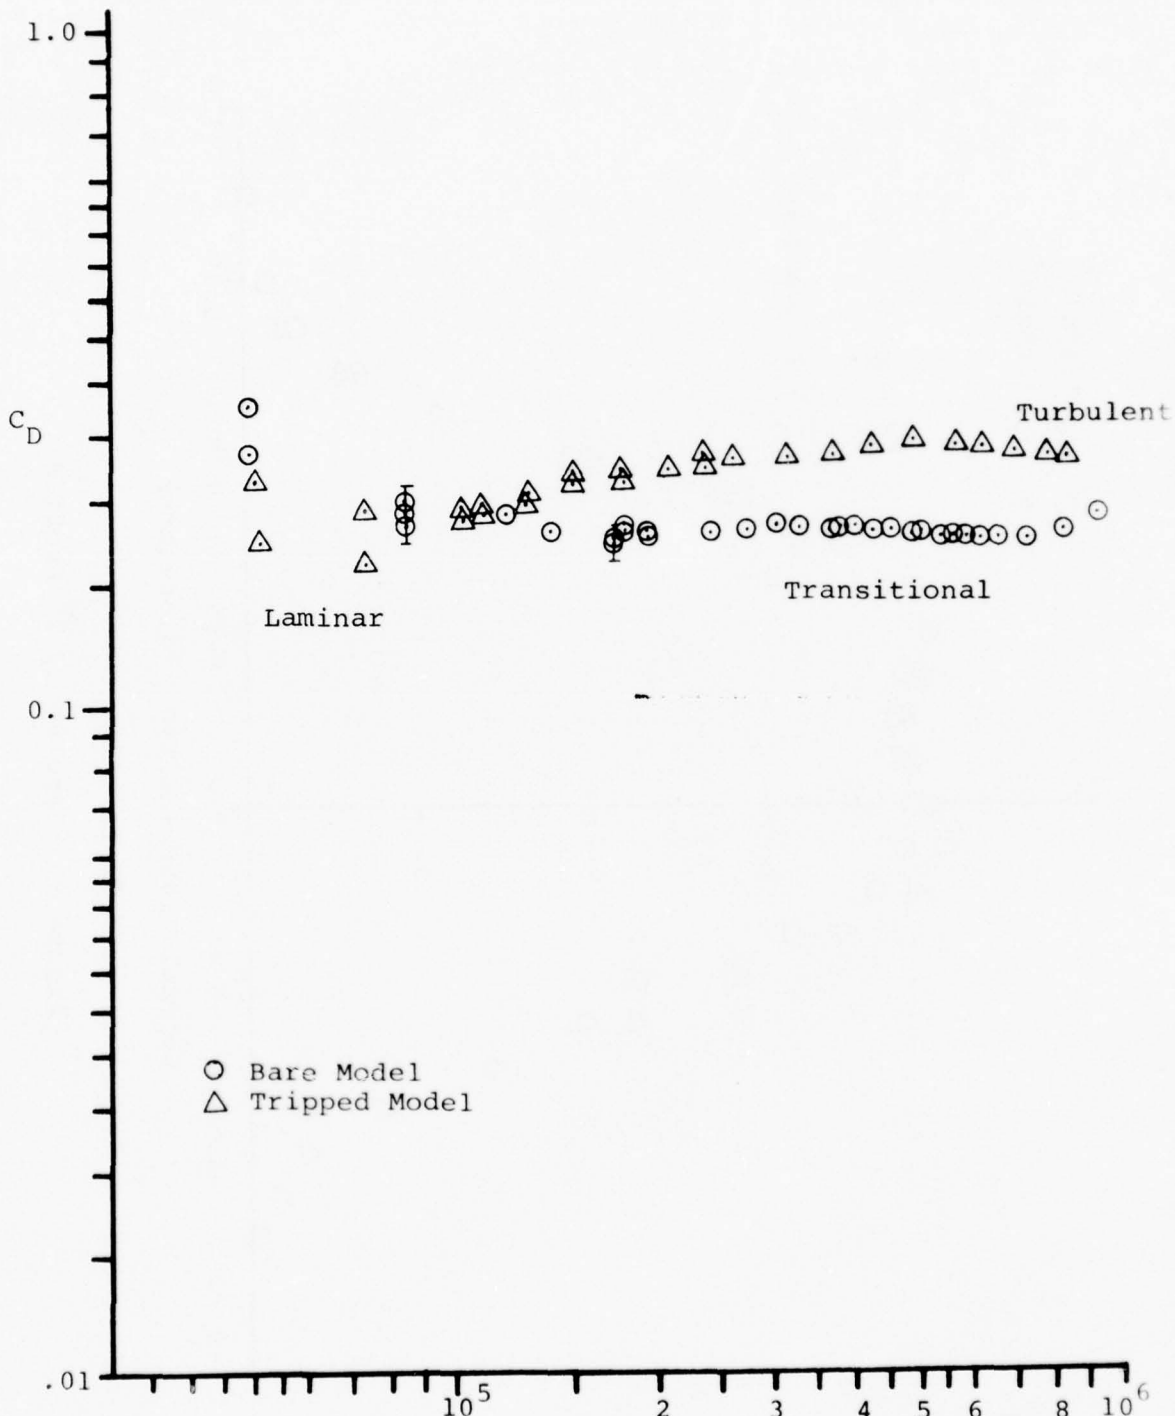 1.0
C_D
Turbulent
Transitional
Laminar
0.1
○ Bare Model
△ Tripped Model
.01
10^5 2 3 4 5 6 8 10^6